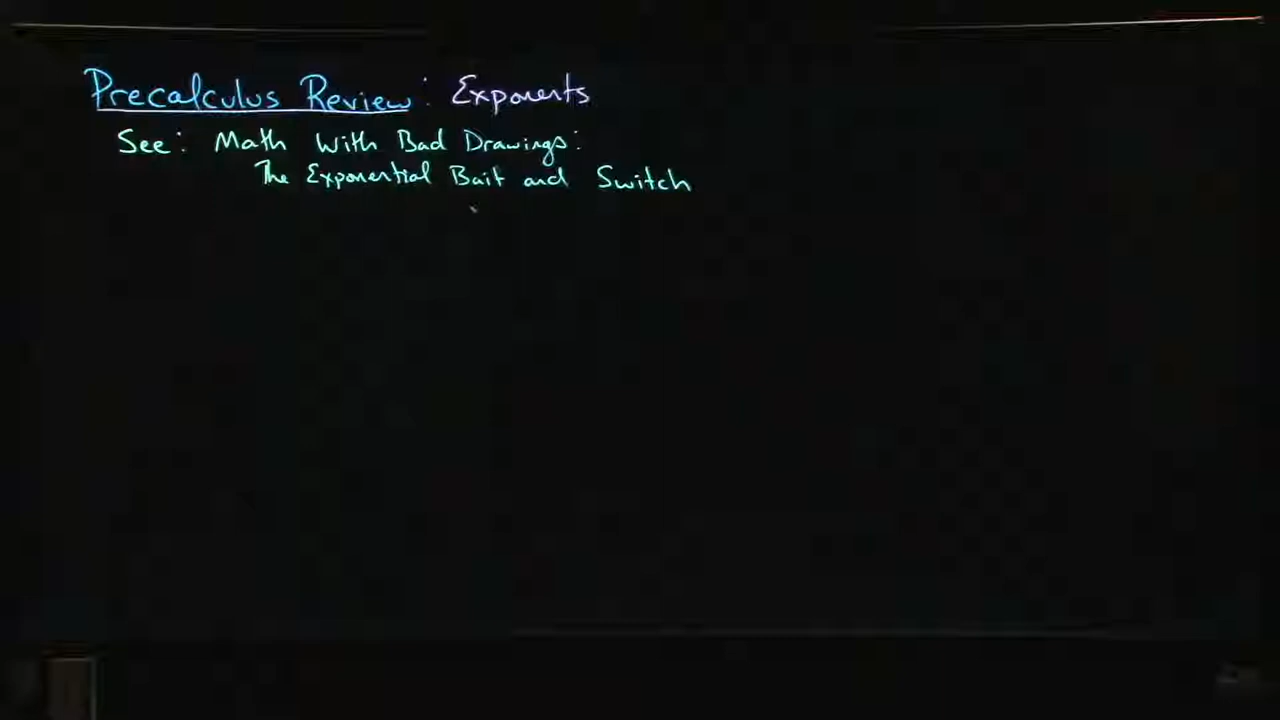 Precalculus Review: Exponents
See: Math With Bad Drawings:
The Exponential Bait and Switch